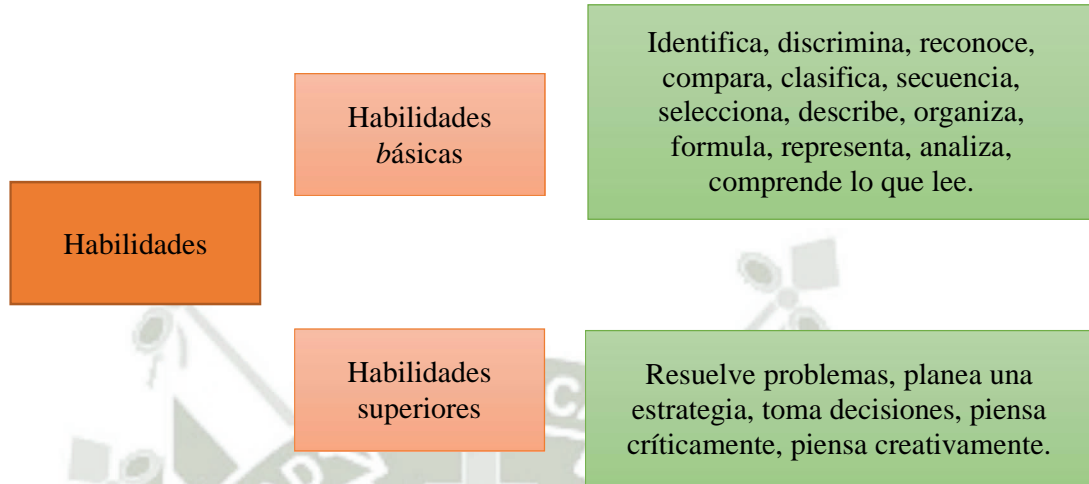 Habilidades
Habilidades
básicas
Identifica, discrimina, reconoce,
compara, clasifica, secuencia,
selecciona, describe, organiza,
formula, representa, analiza,
comprende lo que lee.
Habilidades
superiores
Resuelve problemas, planea una
estrategia, toma decisiones, piensa
críticamente, piensa creativamente.